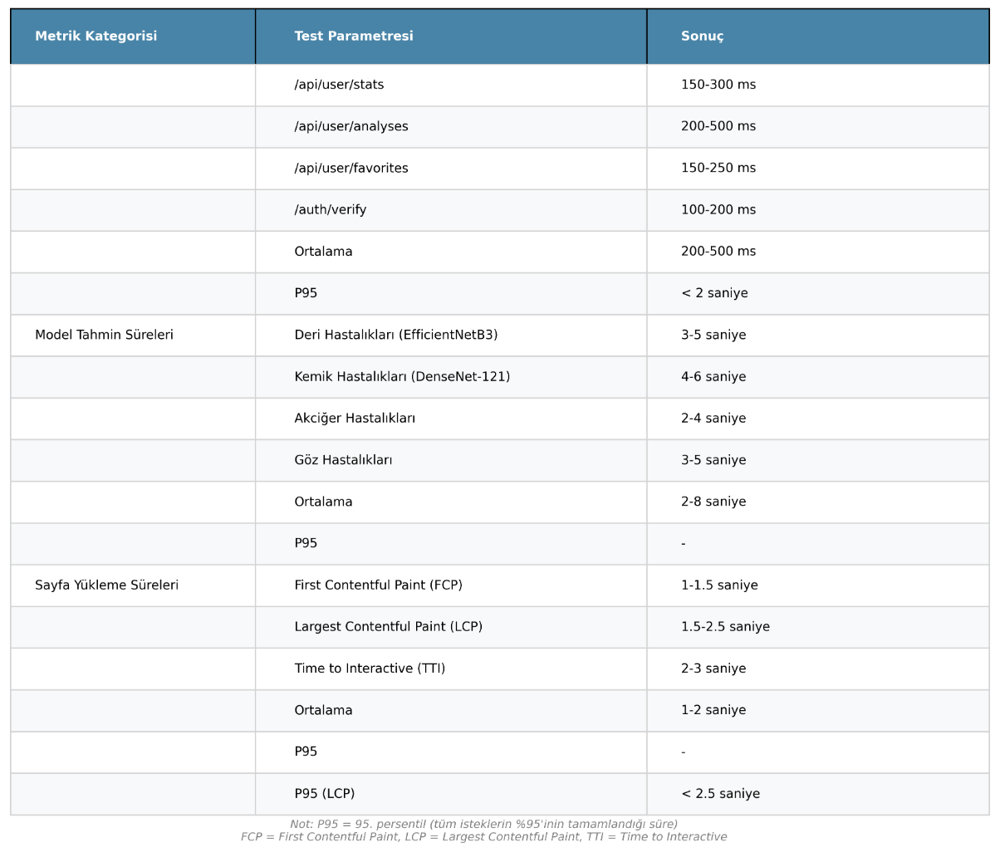 Metrik Kategorisi Test Parametresi Sonuç
/api/user/stats 150-300 ms
/api/user/analyses 200-500 ms
/api/user/favorites 150-250 ms
/auth/verify 100-200 ms
Ortalama 200-500 ms
P95 < 2 saniye
Model Tahmin Süreleri Deri Hastalıkları (EfficientNetB3) 3-5 saniye
Kemik Hastalıkları (DenseNet-121) 4-6 saniye
Akciğer Hastalıkları 2-4 saniye
Göz Hastalıkları 3-5 saniye
Ortalama 2-8 saniye
P95 -
Sayfa Yükleme Süreleri First Contentful Paint (FCP) 1-1.5 saniye
Largest Contentful Paint (LCP) 1.5-2.5 saniye
Time to Interactive (TTI) 2-3 saniye
Ortalama 1-2 saniye
P95 -
P95 (LCP) < 2.5 saniye
Not: P95 = 95. persentil (tüm isteklerin %95'inin tamamlandığı süre)
FCP = First Contentful Paint, LCP = Largest Contentful Paint, TTI = Time to Interactive